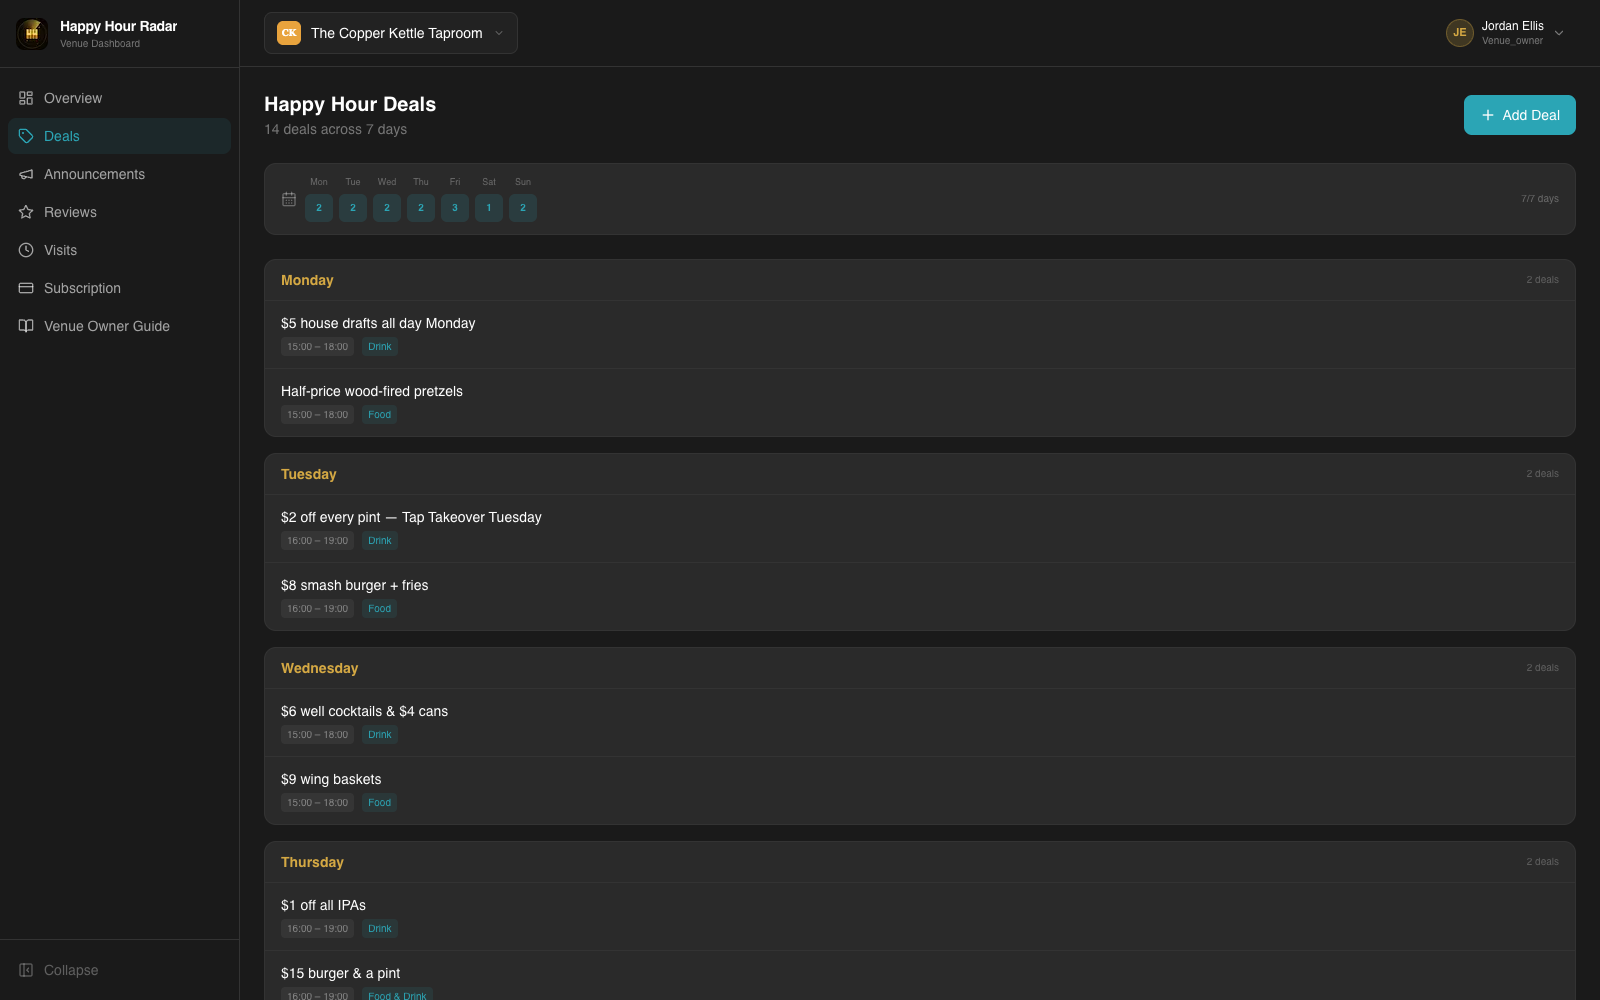 Happy Hour Radar
Venue Dashboard
Overview
Deals
Announcements
Reviews
Visits
Subscription
Venue Owner Guide
Collapse
CK The Copper Kettle Taproom
JE Jordan Ellis
Venue_owner
Happy Hour Deals
14 deals across 7 days
+ Add Deal
Mon Tue Wed Thu Fri Sat Sun
2 2 2 2 3 1 2
7/7 days
Monday 2 deals
$5 house drafts all day Monday
15:00 – 18:00 Drink
Half-price wood-fired pretzels
15:00 – 18:00 Food
Tuesday 2 deals
$2 off every pint — Tap Takeover Tuesday
16:00 – 19:00 Drink
$8 smash burger + fries
16:00 – 19:00 Food
Wednesday 2 deals
$6 well cocktails & $4 cans
15:00 – 18:00 Drink
$9 wing baskets
15:00 – 18:00 Food
Thursday 2 deals
$1 off all IPAs
16:00 – 19:00 Drink
$15 burger & a pint
16:00 – 19:00 Food & Drink